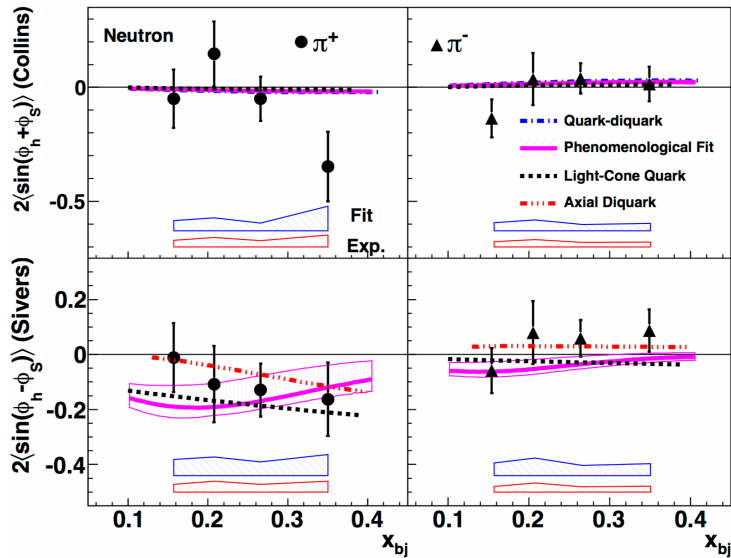 Neutron
π+
π-
2⟨sin(ϕh+ϕS)⟩ (Collins)
0
-0.5
Quark-diquark
Phenomenological Fit
Light-Cone Quark
Axial Diquark
Fit
Exp.
2⟨sin(ϕh-ϕS)⟩ (Sivers)
0.2
0
-0.2
-0.4
0.1 0.2 0.3 0.4 0.1 0.2 0.3 0.4
xbj xbj